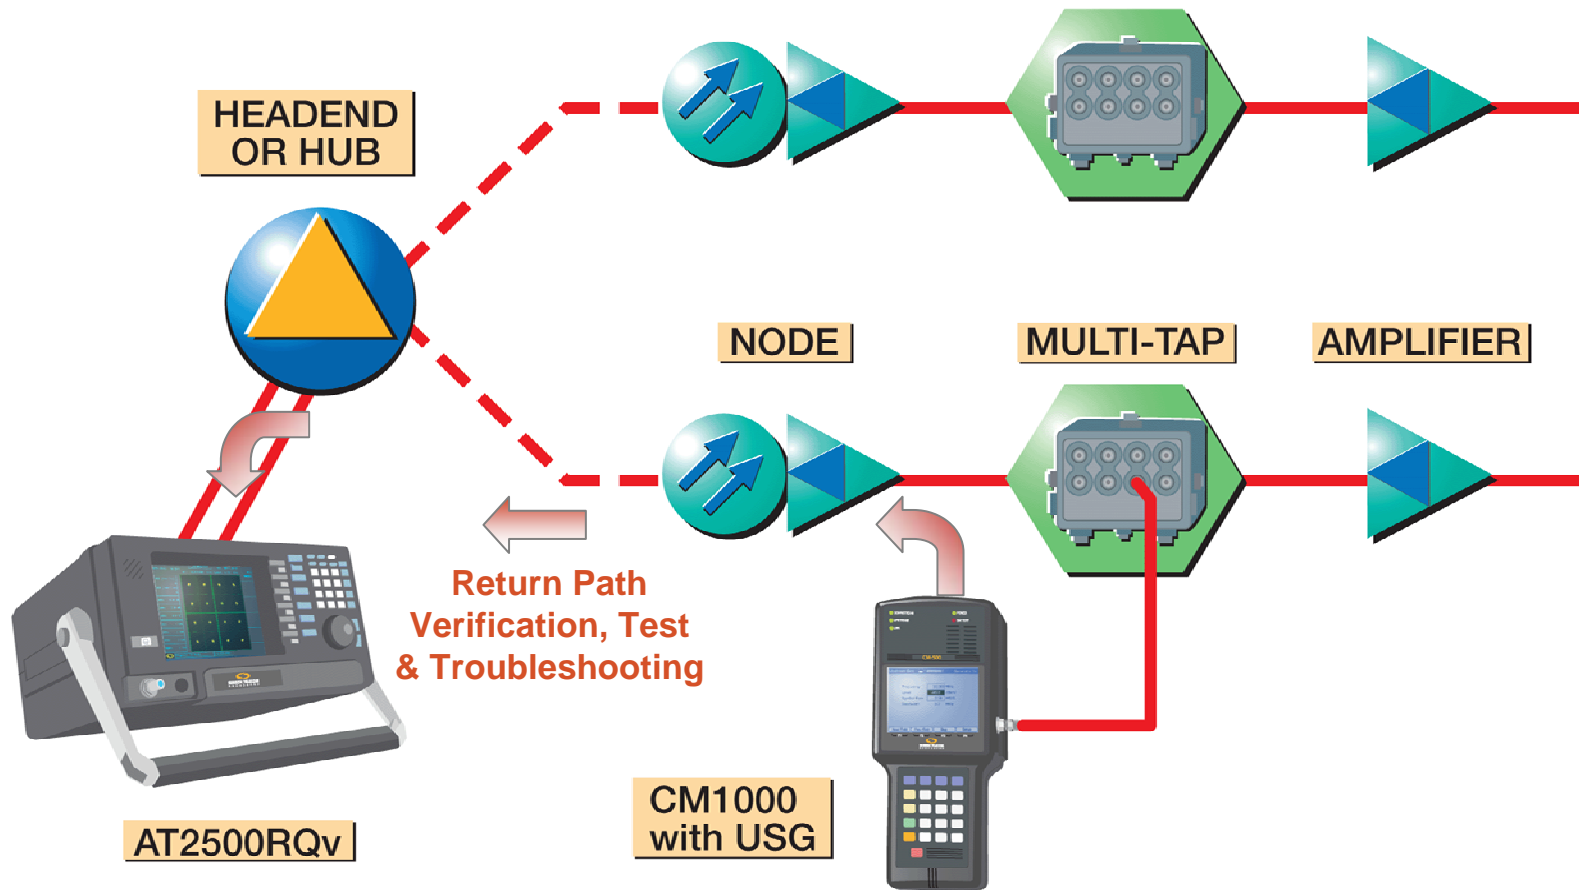 HEADEND
OR HUB
NODE
MULTI-TAP
AMPLIFIER
Return Path
Verification, Test
& Troubleshooting
CM1000
with USG
AT2500RQv